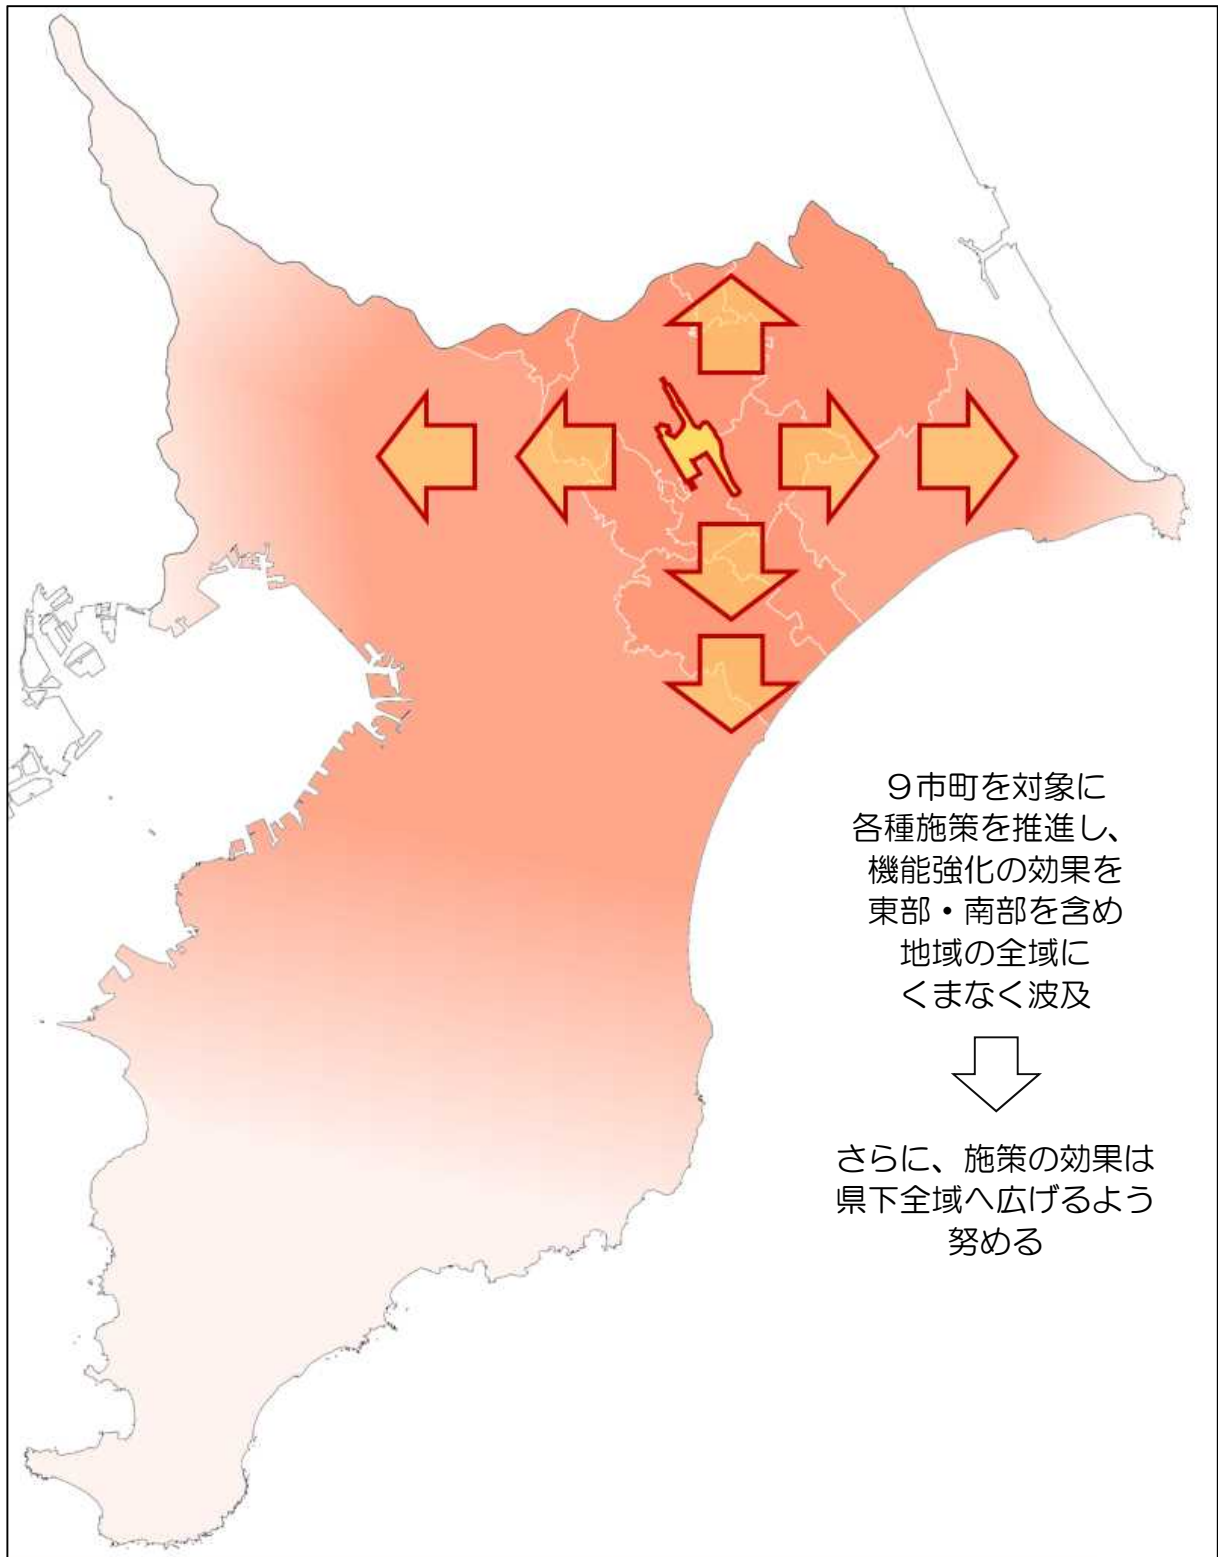 ９市町を対象に
各種施策を推進し、
機能強化の効果を
東部・南部を含め
地域の全域に
くまなく波及
さらに、施策の効果は
県下全域へ広げるよう
努める